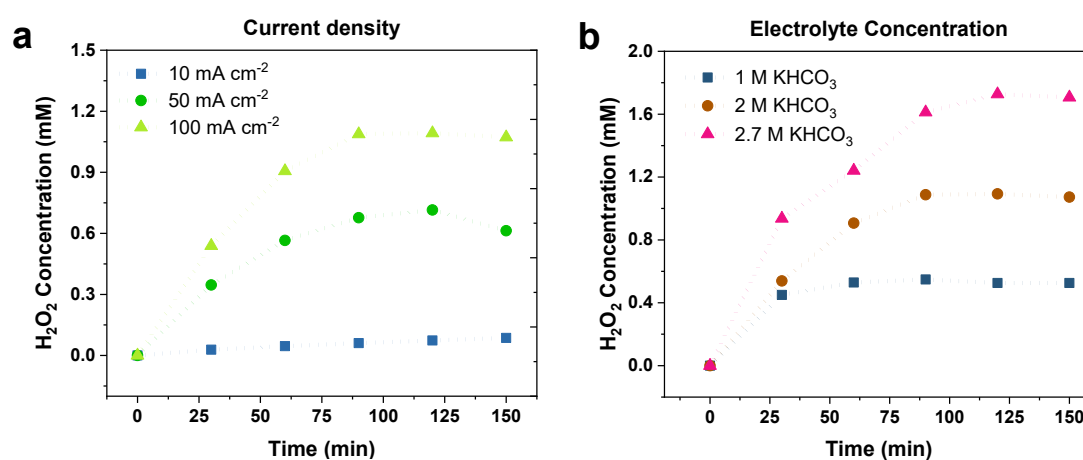 a
Current density
10 mA cm⁻²
50 mA cm⁻²
100 mA cm⁻²
H₂O₂ Concentration (mM)
1.5
1.2
0.9
0.6
0.3
0.0
0 25 50 75 100 125 150
Time (min)
b
Electrolyte Concentration
1 M KHCO₃
2 M KHCO₃
2.7 M KHCO₃
H₂O₂ Concentration (mM)
2.0
1.6
1.2
0.8
0.4
0.0
0 25 50 75 100 125 150
Time (min)